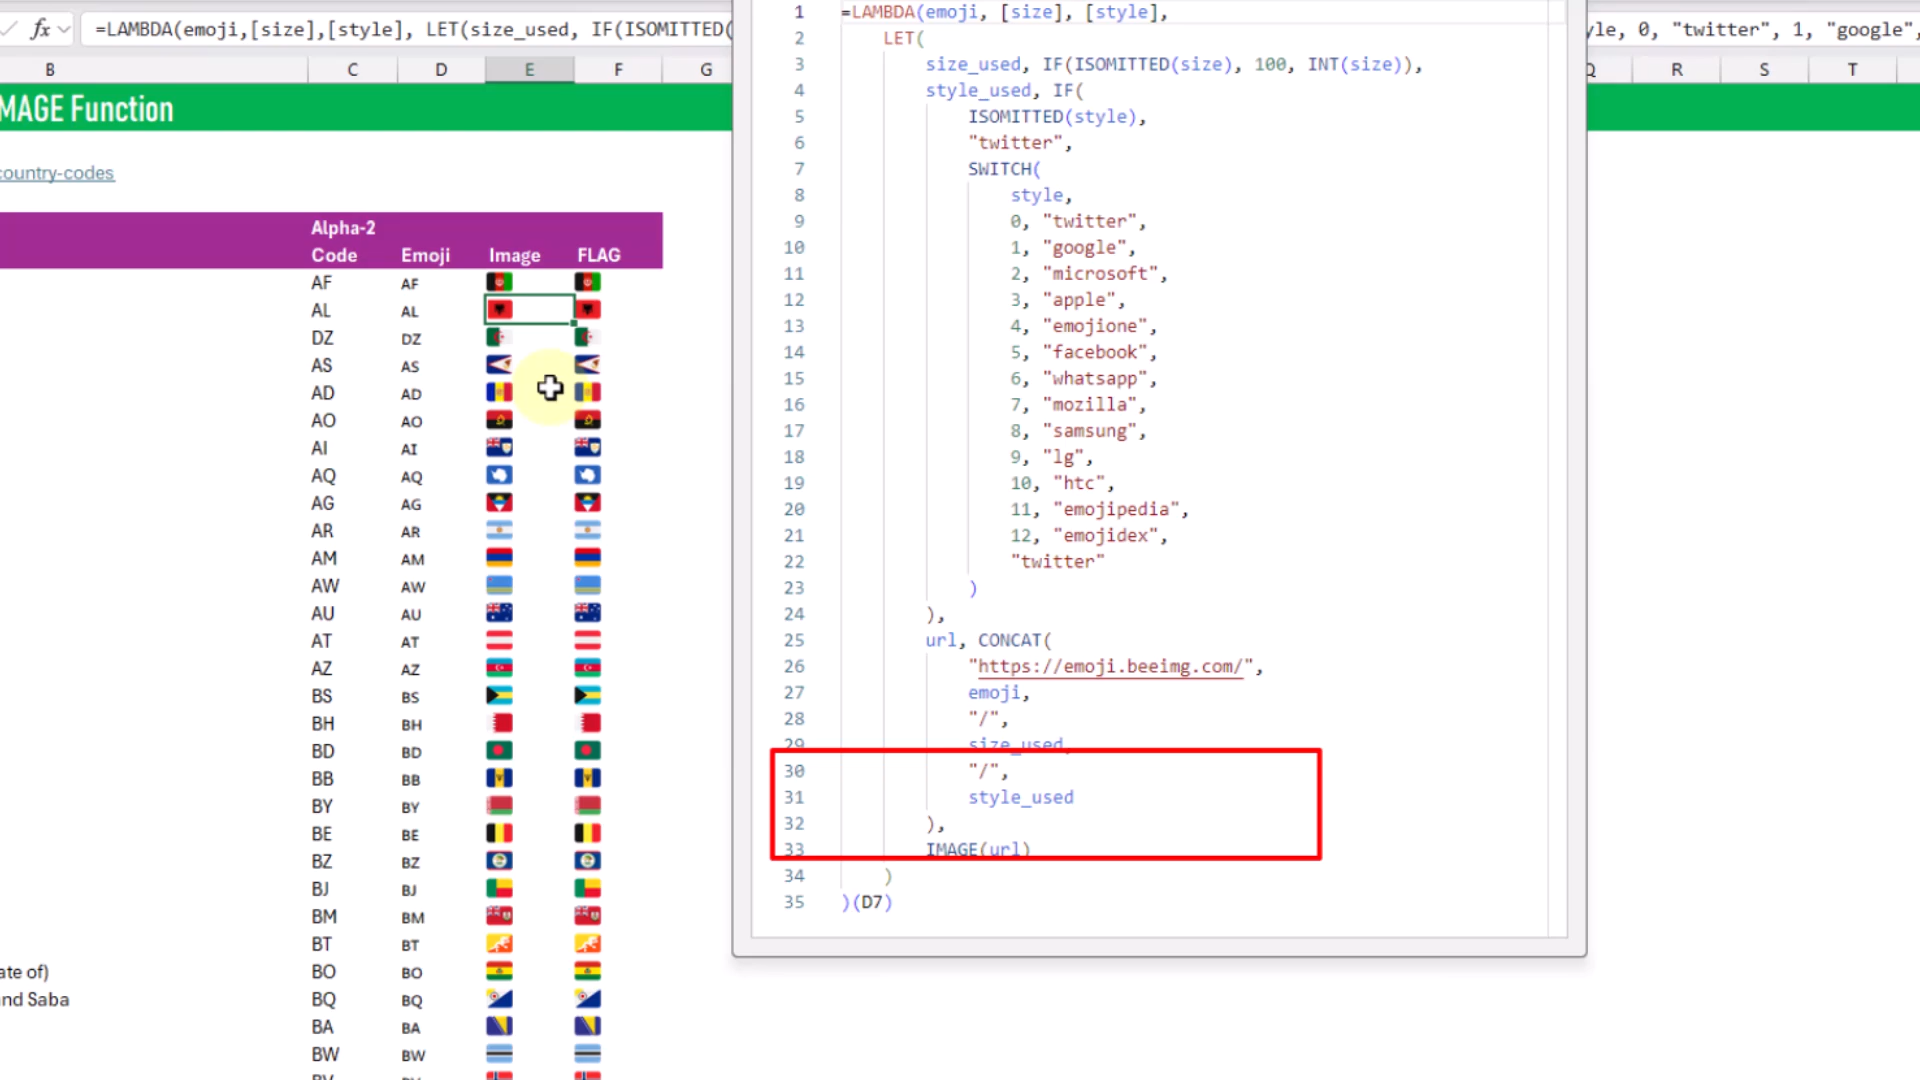 fx =LAMBDA(emoji,[size],[style], LET(size_used, IF(ISOMITTED(
yle, 0, "twitter", 1, "google",
B C D E F G Q R S T
MAGE Function
country-codes
Alpha-2
Code Emoji Image FLAG
AF AF
AL AL
DZ DZ
AS AS
AD AD
AO AO
AI AI
AQ AQ
AG AG
AR AR
AM AM
AW AW
AU AU
AT AT
AZ AZ
BS BS
BH BH
BD BD
BB BB
BY BY
BE BE
BZ BZ
BJ BJ
BM BM
BT BT
ate of) BO BO
and Saba BQ BQ
BA BA
BW BW
1 =LAMBDA(emoji, [size], [style],
2 LET(
3 size_used, IF(ISOMITTED(size), 100, INT(size)),
4 style_used, IF(
5 ISOMITTED(style),
6 "twitter",
7 SWITCH(
8 style,
9 0, "twitter",
10 1, "google",
11 2, "microsoft",
12 3, "apple",
13 4, "emojione",
14 5, "facebook",
15 6, "whatsapp",
16 7, "mozilla",
17 8, "samsung",
18 9, "lg",
19 10, "htc",
20 11, "emojipedia",
21 12, "emojidex",
22 "twitter"
23 )
24 ),
25 url, CONCAT(
26 "https://emoji.beeimg.com/",
27 emoji,
28 "/",
29 size_used,
30 "/",
31 style_used
32 ),
33 IMAGE(url)
34 )
35 )(D7)